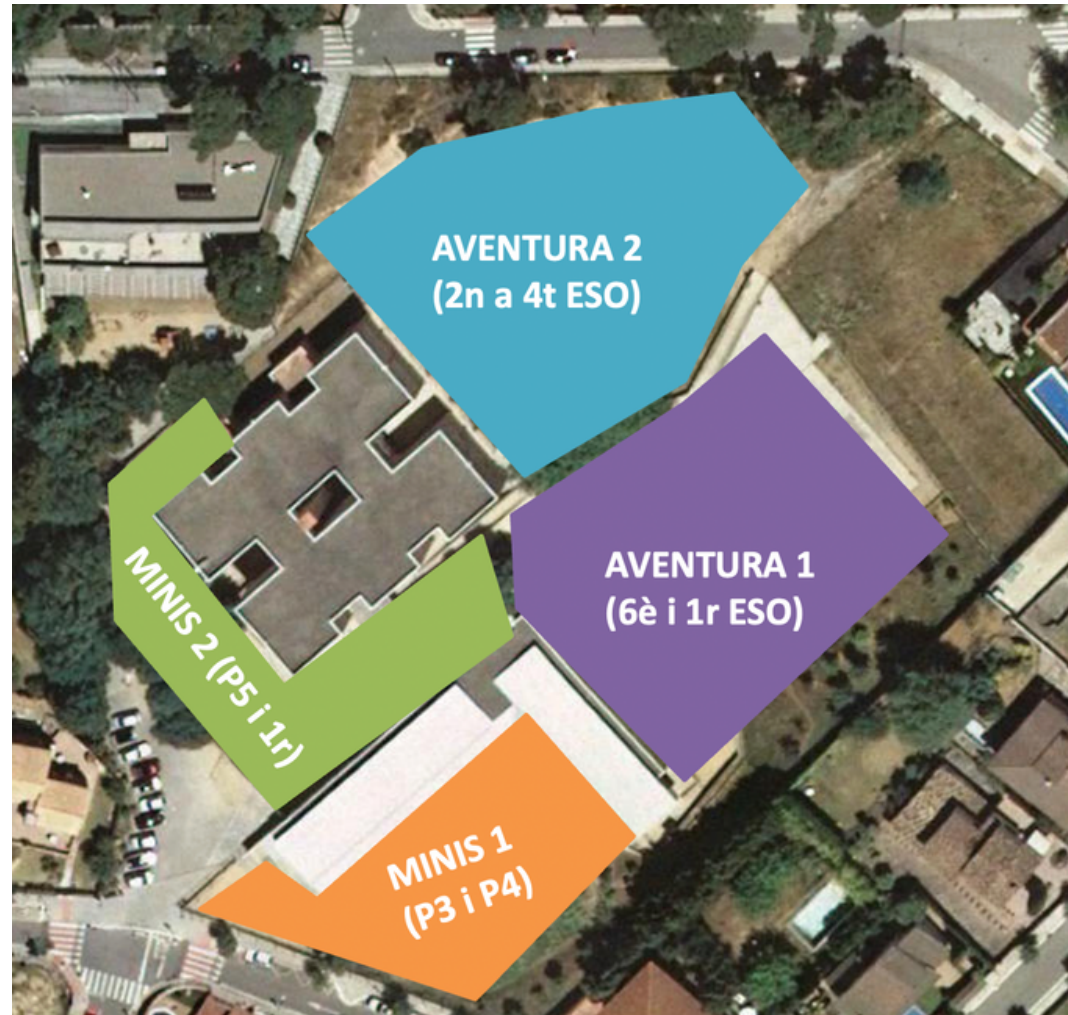 AVENTURA 2
(2n a 4t ESO)
AVENTURA 1
(6è i 1r ESO)
MINIS 2 (P5 i 1r)
MINIS 1
(P3 i P4)